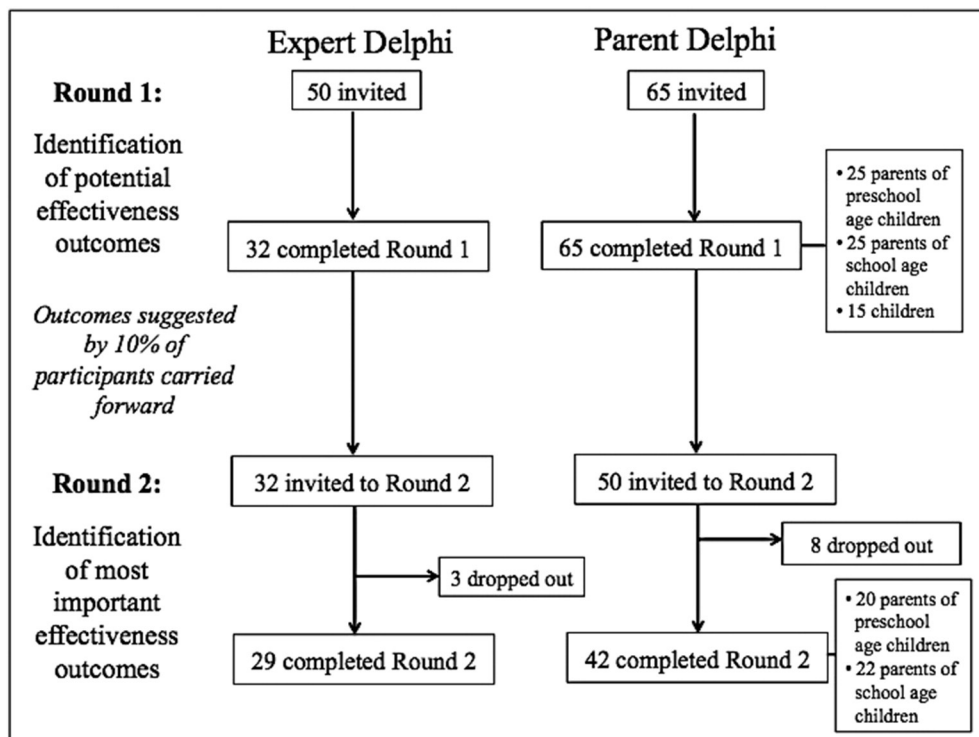 Expert Delphi
Parent Delphi
Round 1:
50 invited
65 invited
Identification
of potential
effectiveness
outcomes
32 completed Round 1
65 completed Round 1
• 25 parents of
preschool
age children
• 25 parents of
school age
children
• 15 children
Outcomes suggested
by 10% of
participants carried
forward
Round 2:
32 invited to Round 2
50 invited to Round 2
Identification
of most
important
effectiveness
outcomes
3 dropped out
8 dropped out
29 completed Round 2
42 completed Round 2
• 20 parents of
preschool
age children
• 22 parents of
school age
children